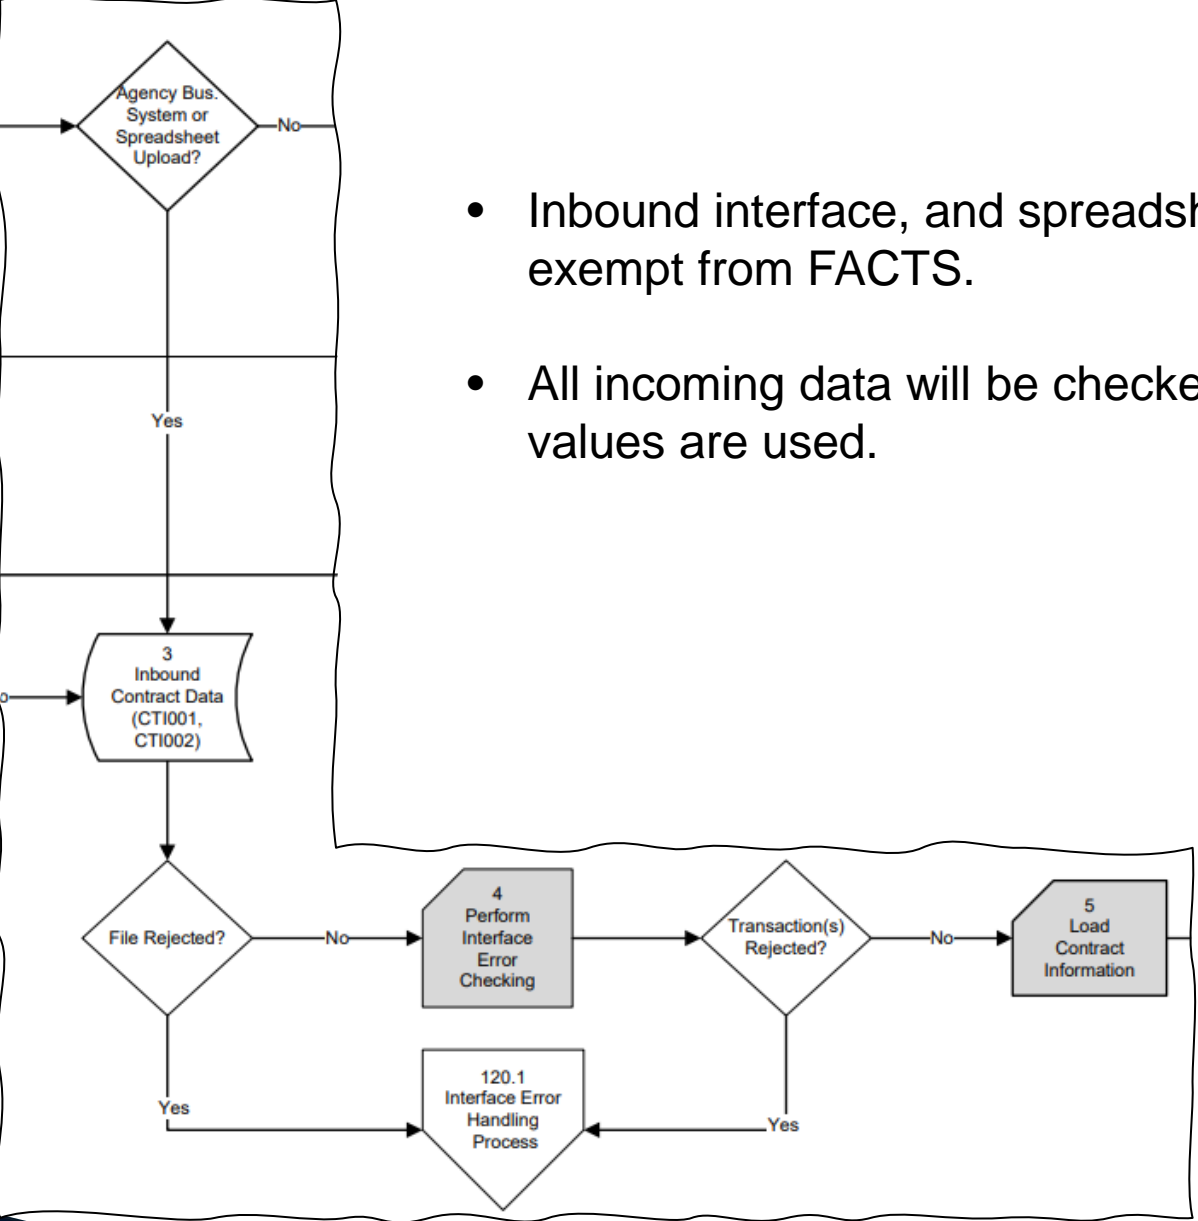 Agency Bus.
System or
Spreadsheet
Upload?
No
• Inbound interface, and
exempt from FACTS.
• All incoming data will be
values are used.
Yes
3
Inbound
Contract Data
(CTI001,
CTI002)
File Rejected?
No
4
Perform
Interface
Error
Checking
Transaction(s)
Rejected?
No
5
Load
Contract
Information
Yes
120.1
Interface Error
Handling
Process
Yes